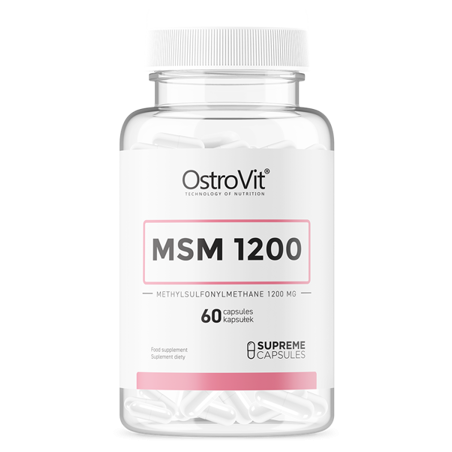 OstroVit®
TECHNOLOGY OF NUTRITION
MSM 1200
METHYLSULFONYLMETHANE 1200 MG
60 capsules
kapsułek
Food supplement
Suplement diety
SUPREME
CAPSULES